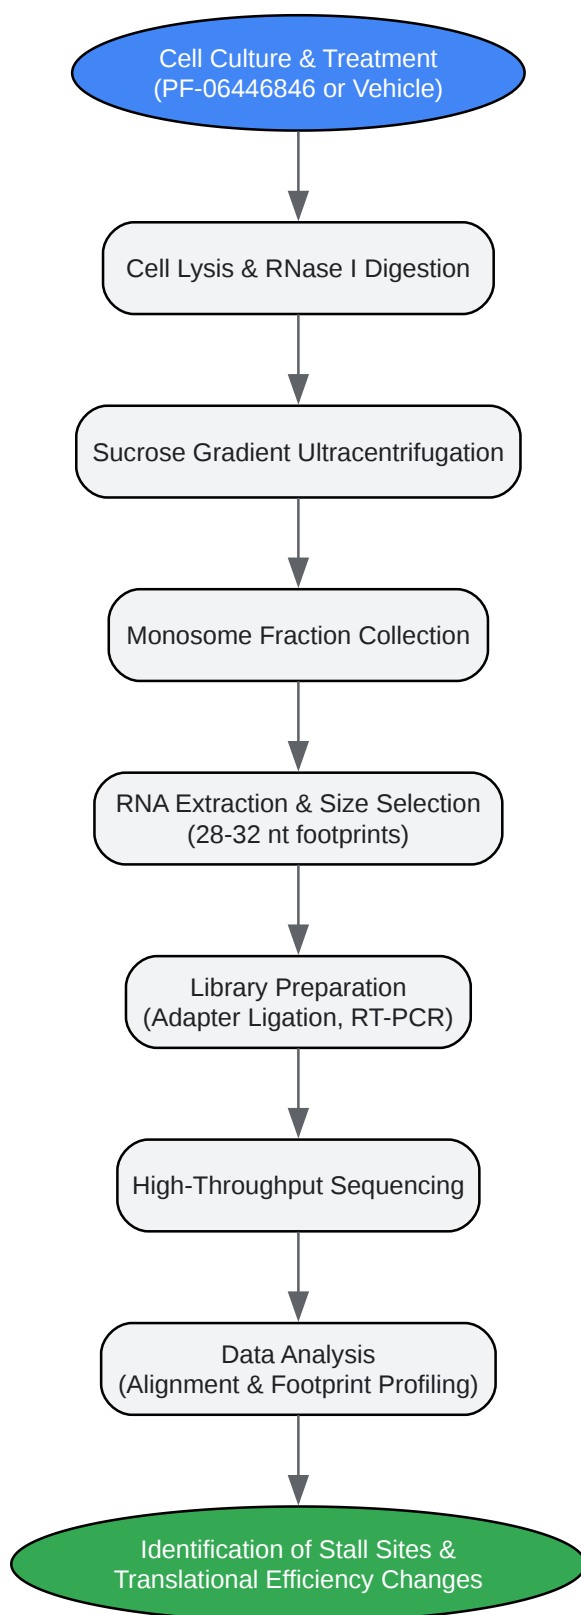 Cell Culture & Treatment
(PF-06446846 or Vehicle)
Cell Lysis & RNase I Digestion
Sucrose Gradient Ultracentrifugation
Monosome Fraction Collection
RNA Extraction & Size Selection
(28-32 nt footprints)
Library Preparation
(Adapter Ligation, RT-PCR)
High-Throughput Sequencing
Data Analysis
(Alignment & Footprint Profiling)
Identification of Stall Sites &
Translational Efficiency Changes